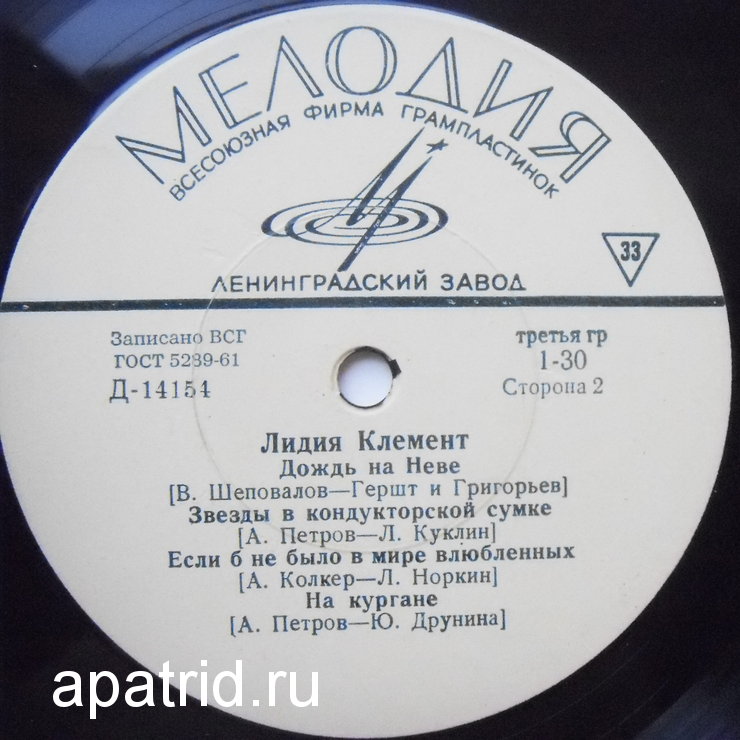 МЕЛОДИЯ
ВСЕСОЮЗНАЯ ФИРМА ГРАМПЛАСТИНОК
33
ЛЕНИНГРАДСКИЙ ЗАВОД
Записано ВСГ
ГОСТ 5289-61
Д-14154
третья гр
1-30
Сторона 2
Лидия Клемент
Дождь на Неве
[В. Шеповалов—Гершт и Григорьев]
Звезды в кондукторской сумке
[А. Петров—Л. Куклин]
Если б не было в мире влюбленных
[А. Колкер—Л. Норкин]
На кургане
[А. Петров—Ю. Друнина]
apatrid.ru